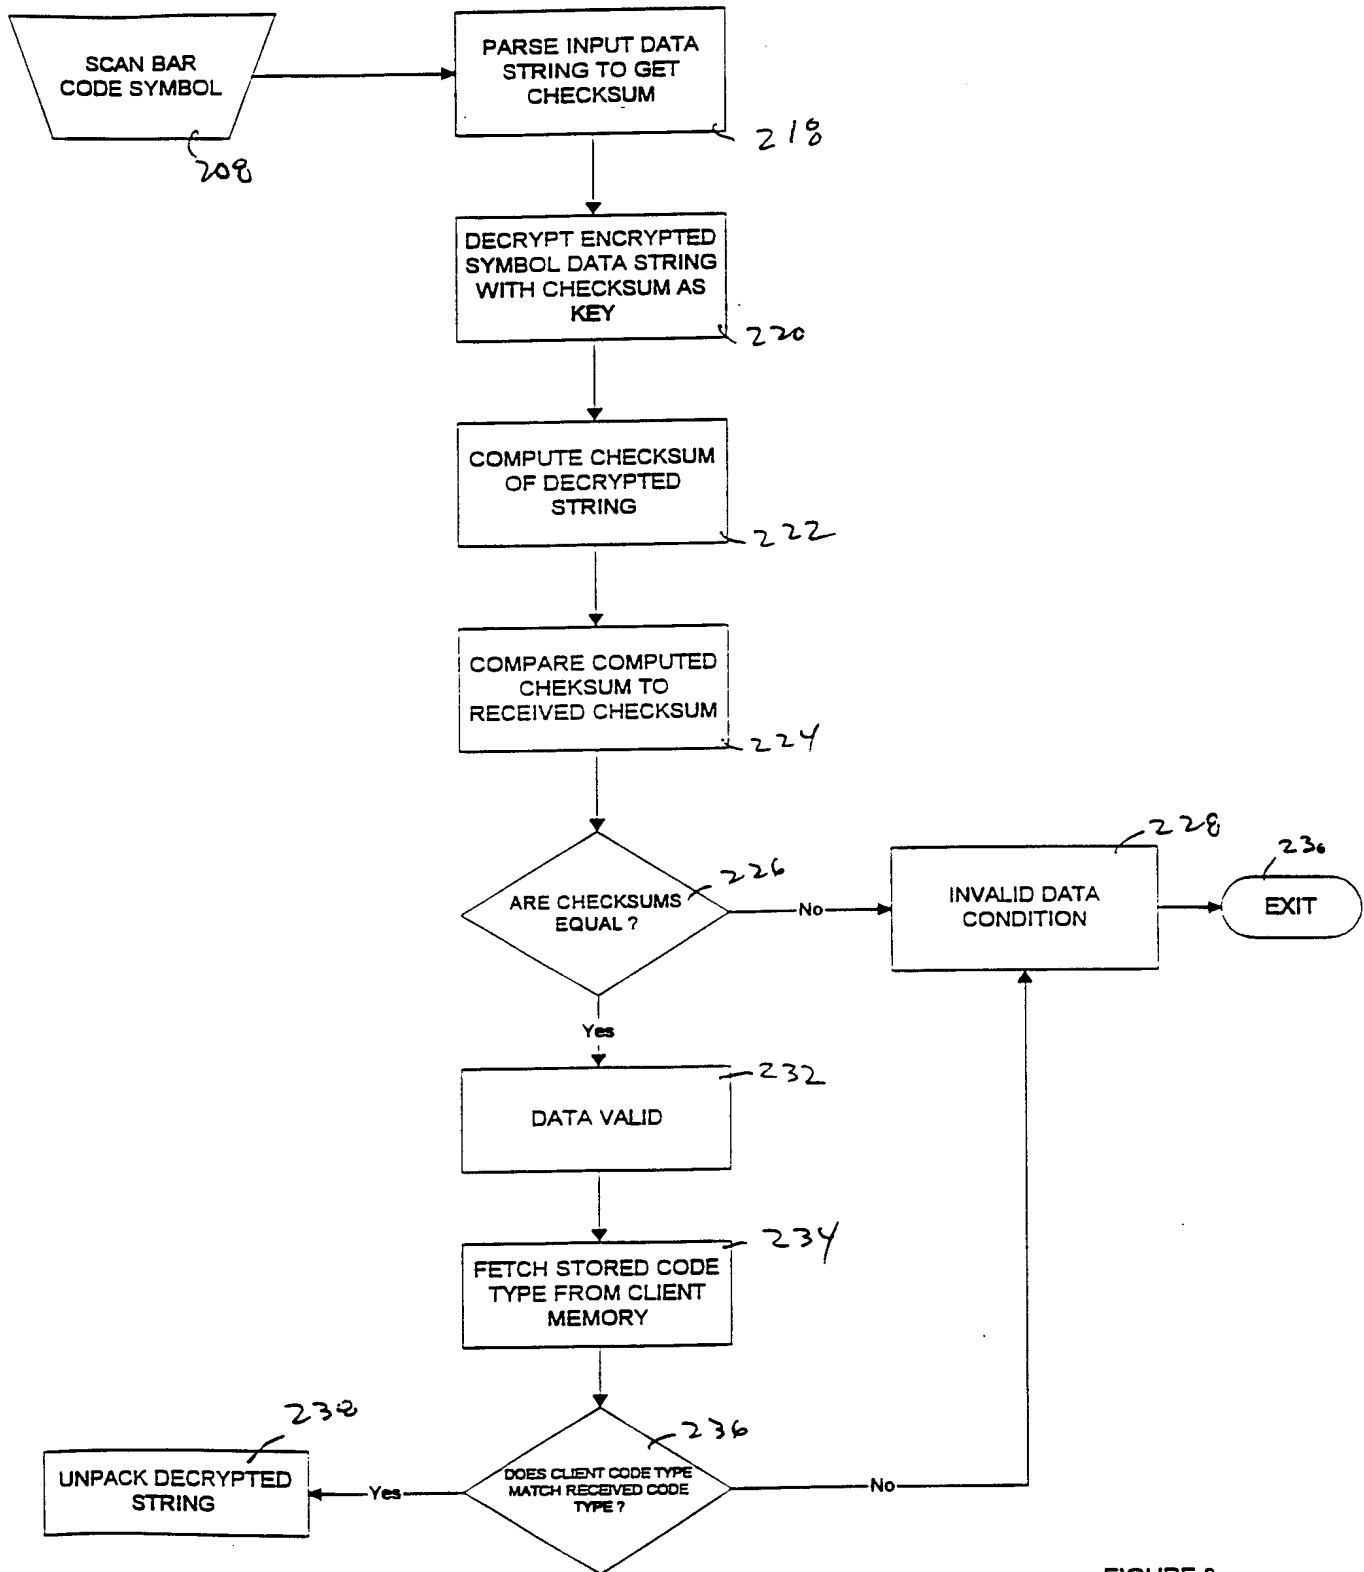 SCAN BAR
CODE SYMBOL
208
PARSE INPUT DATA
STRING TO GET
CHECKSUM
218
DECRYPT ENCRYPTED
SYMBOL DATA STRING
WITH CHECKSUM AS
KEY
220
COMPUTE CHECKSUM
OF DECRYPTED
STRING
222
COMPARE COMPUTED
CHEKSUM TO
RECEIVED CHECKSUM
224
ARE CHECKSUMS
EQUAL ?
226
No
INVALID DATA
CONDITION
228
EXIT
230
Yes
DATA VALID
232
FETCH STORED CODE
TYPE FROM CLIENT
MEMORY
234
DOES CLIENT CODE TYPE
MATCH RECEIVED CODE
TYPE ?
236
No
Yes
UNPACK DECRYPTED
STRING
238